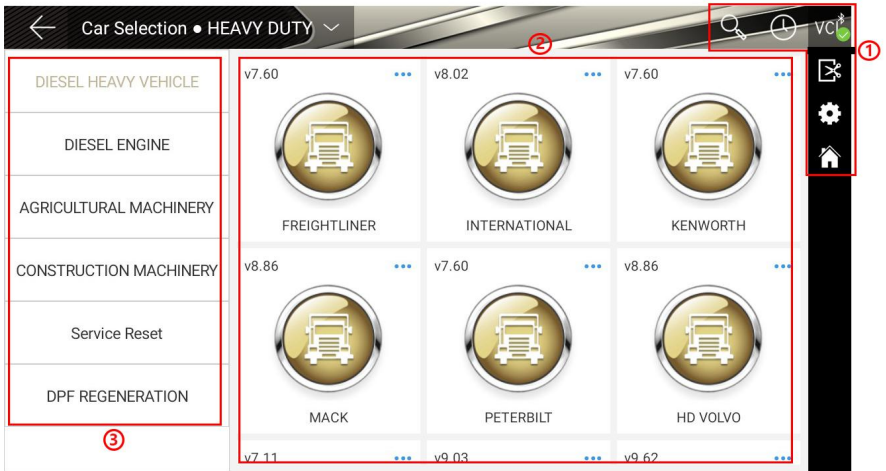 Car Selection ● HEAVY DUTY
VCI
①
②
DIESEL HEAVY VEHICLE
DIESEL ENGINE
AGRICULTURAL MACHINERY
CONSTRUCTION MACHINERY
Service Reset
DPF REGENERATION
③
v7.60 v8.02 v7.60
FREIGHTLINER INTERNATIONAL KENWORTH
v8.86 v7.60 v8.86
MACK PETERBILT HD VOLVO
v7.11 v9.03 v9.62